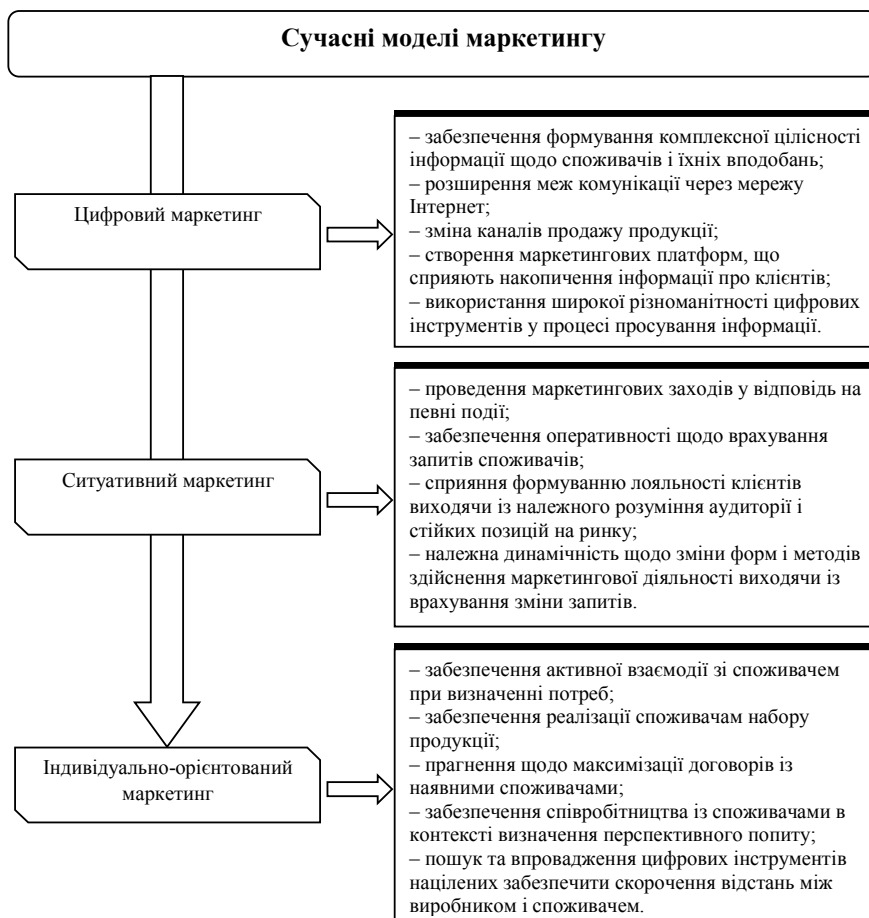 Сучасні моделі маркетингу
Цифровий маркетинг
– забезпечення формування комплексної цілісності
інформації щодо споживачів і їхніх вподобань;
– розширення меж комунікації через мережу
Інтернет;
– зміна каналів продажу продукції;
– створення маркетингових платформ, що
сприяють накопичення інформації про клієнтів;
– використання широкої різноманітності цифрових
інструментів у процесі просування інформації.
Ситуативний маркетинг
– проведення маркетингових заходів у відповідь на
певні події;
– забезпечення оперативності щодо врахування
запитів споживачів;
– сприяння формуванню лояльності клієнтів
виходячи із належного розуміння аудиторії і
стійких позицій на ринку;
– належна динамічність щодо зміни форм і методів
здійснення маркетингової діяльності виходячи із
врахування зміни запитів.
Індивідуально-орієнтований
маркетинг
– забезпечення активної взаємодії зі споживачем
при визначенні потреб;
– забезпечення реалізації споживачам набору
продукції;
– прагнення щодо максимізації договорів із
наявними споживачами;
– забезпечення співробітництва із споживачами в
контексті визначення перспективного попиту;
– пошук та впровадження цифрових інструментів
націлених забезпечити скорочення відстань між
виробником і споживачем.